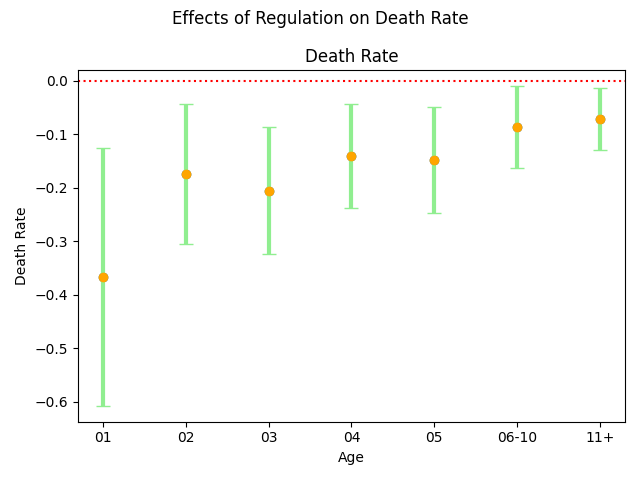 Effects of Regulation on Death Rate
Death Rate
0.0
−0.1
−0.2
−0.3
−0.4
−0.5
−0.6
Death Rate
01 02 03 04 05 06-10 11+
Age